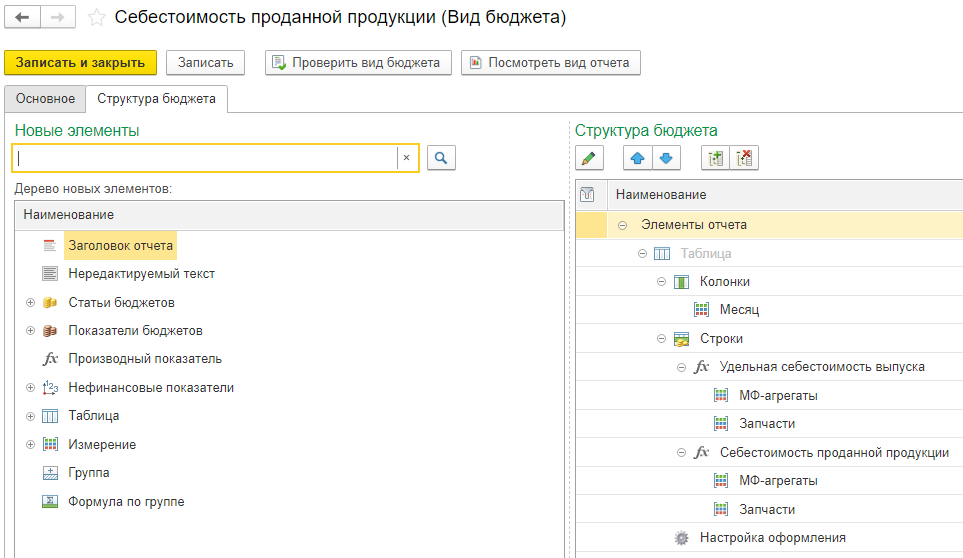 Себестоимость проданной продукции (Вид бюджета)
Записать и закрыть
Записать
Проверить вид бюджета
Посмотреть вид отчета
Основное
Структура бюджета
Новые элементы
Дерево новых элементов:
Наименование
Заголовок отчета
Нередактируемый текст
Статьи бюджетов
Показатели бюджетов
Производный показатель
Нефинансовые показатели
Таблица
Измерение
Группа
Формула по группе
Структура бюджета
Наименование
Элементы отчета
Таблица
Колонки
Месяц
Строки
Удельная себестоимость выпуска
МФ-агрегаты
Запчасти
Себестоимость проданной продукции
МФ-агрегаты
Запчасти
Настройка оформления